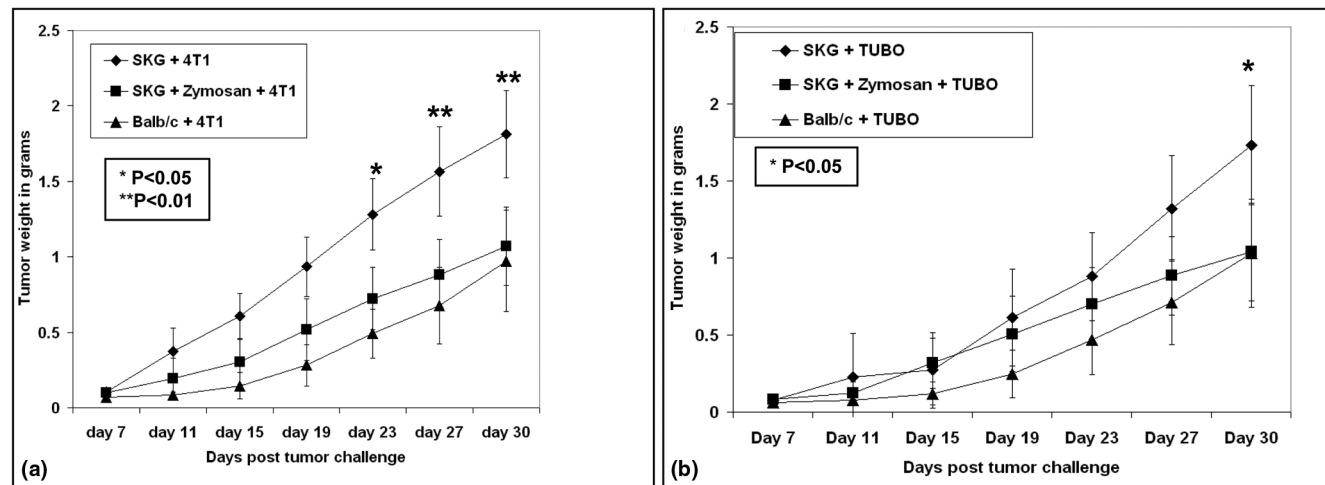 2.5
2
1.5
1
0.5
0
Tumor weight in grams
SKG + 4T1
SKG + Zymosan + 4T1
Balb/c + 4T1
* P<0.05
**P<0.01
*
**
**
day 7 day 11 day 15 day 19 day 23 day 27 day 30
Days post tumor challenge
(a)
2.5
2
1.5
1
0.5
0
Tumor weight in grams
SKG + TUBO
SKG + Zymosan + TUBO
Balb/c + TUBO
* P<0.05
*
Day 7 Day 11 Day 15 Day 19 Day 23 Day 27 Day 30
Days post tumor challenge
(b)